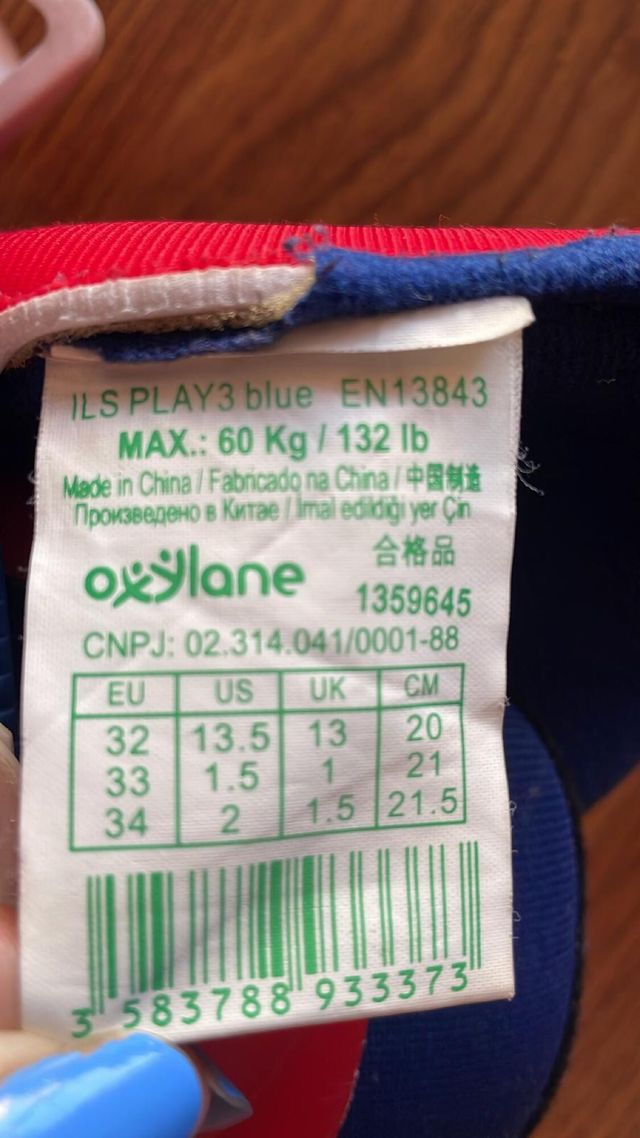 ILS PLAY3 blue EN13843
MAX.: 60 Kg / 132 lb
Made in China / Fabricado na China / 中国制造
Произведено в Китае / İmal edildiği yer Çin
合格品
oxylane
1359645
CNPJ: 02.314.041/0001-88
EU US UK CM
32 13.5 13 20
33 1.5 1 21
34 2 1.5 21.5
3 583788 933373